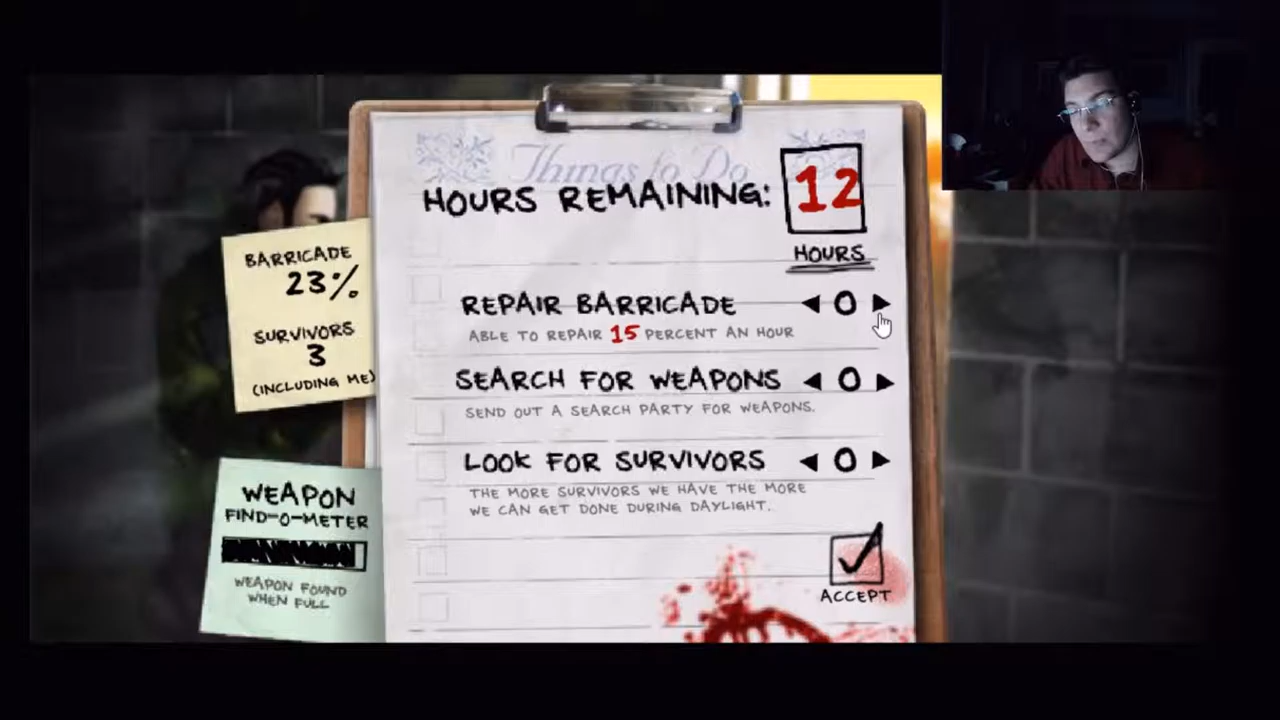 Things to Do
HOURS REMAINING: 12
HOURS
BARRICADE
23%
SURVIVORS
3
(INCLUDING ME)
REPAIR BARRICADE 0
ABLE TO REPAIR 15 PERCENT AN HOUR
SEARCH FOR WEAPONS 0
SEND OUT A SEARCH PARTY FOR WEAPONS.
LOOK FOR SURVIVORS 0
THE MORE SURVIVORS WE HAVE THE MORE
WE CAN GET DONE DURING DAYLIGHT.
WEAPON
FIND-O-METER
WEAPON FOUND
WHEN FULL
ACCEPT